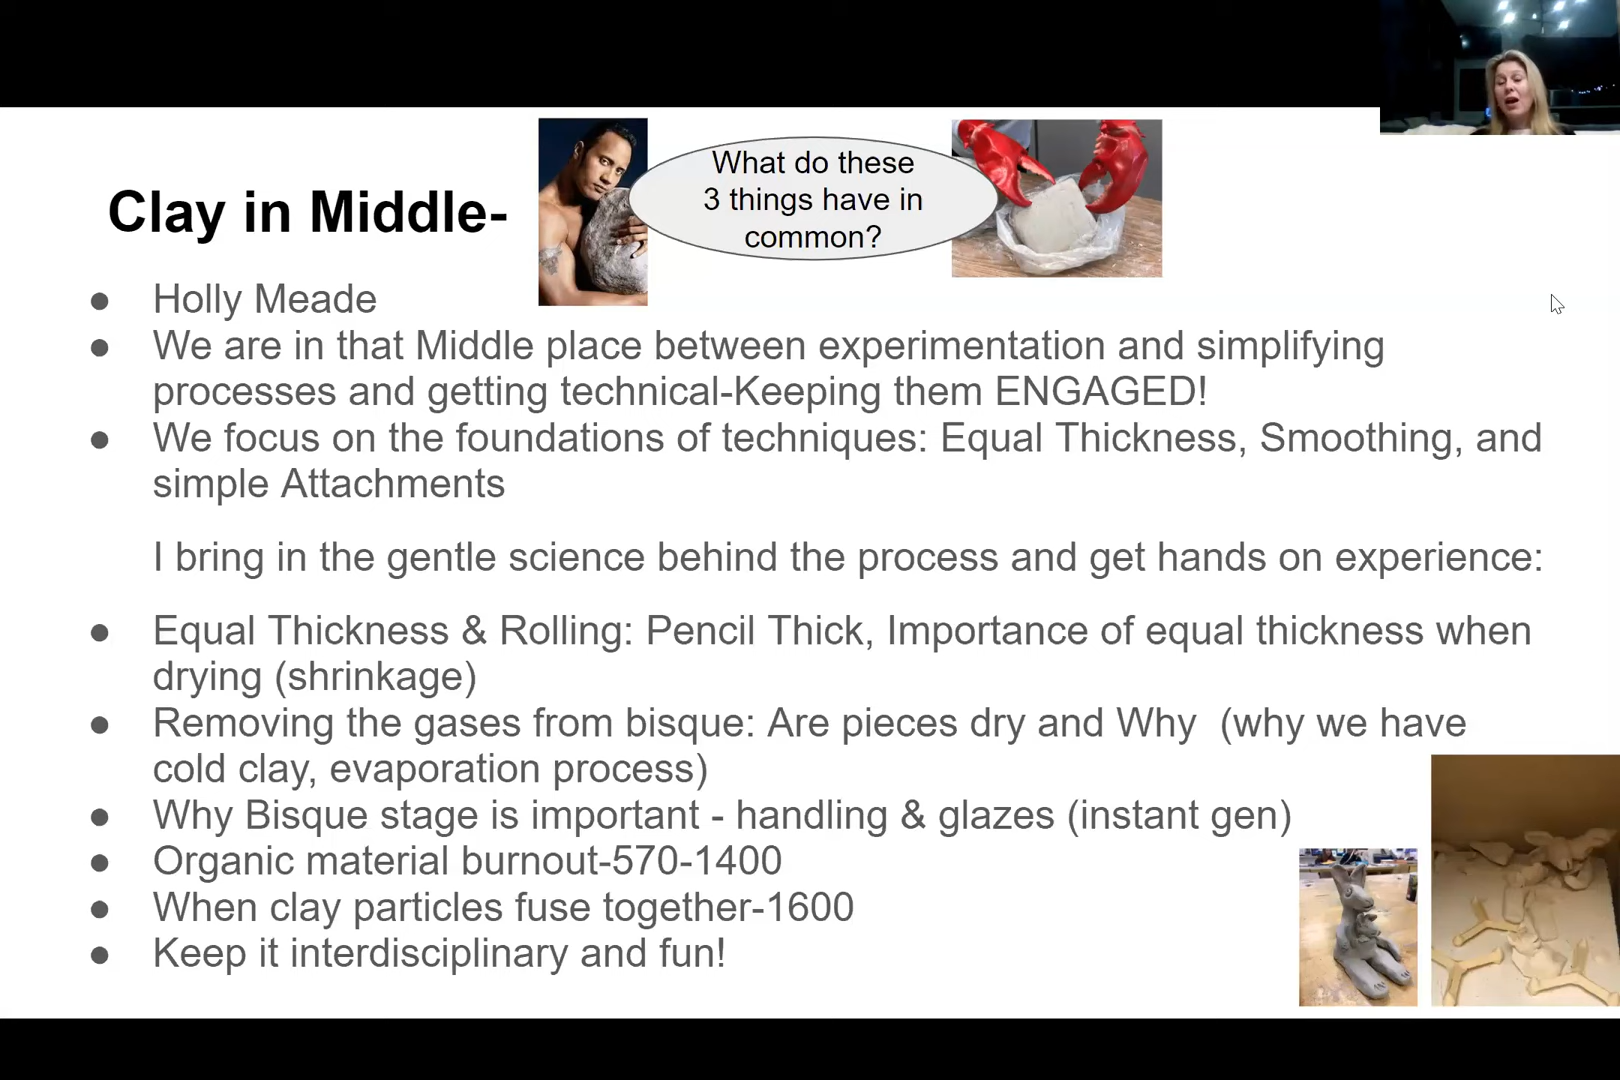 What do these
3 things have in
common?
Clay in Middle-
● Holly Meade
● We are in that Middle place between experimentation and simplifying
processes and getting technical-Keeping them ENGAGED!
● We focus on the foundations of techniques: Equal Thickness, Smoothing, and
simple Attachments
I bring in the gentle science behind the process and get hands on experience:
● Equal Thickness & Rolling: Pencil Thick, Importance of equal thickness when
drying (shrinkage)
● Removing the gases from bisque: Are pieces dry and Why (why we have
cold clay, evaporation process)
● Why Bisque stage is important - handling & glazes (instant gen)
● Organic material burnout-570-1400
● When clay particles fuse together-1600
● Keep it interdisciplinary and fun!